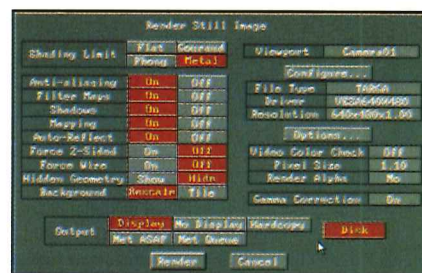 Render Still Image
Shading Limit Flat Gouraud Phong Metal
Viewport Camera01
Configure...
Anti-aliasing On Off
Filter Maps On Off
Shadows On Off
Mapping On Off
Auto-Reflect On Off
Force 2-Sided On Off
Force Wire On Off
Hidden Geometry Show Hide
Background Rescale Tile
File Type TARGA
Driver VESA640X480
Resolution 640x480x1.00
Options...
Video Color Check Off
Pixel Size 1.10
Render Alpha No
Gamma Correction On
Output Display No Display Hardcopy Disk
Net ASAP Net Queue
Render Cancel